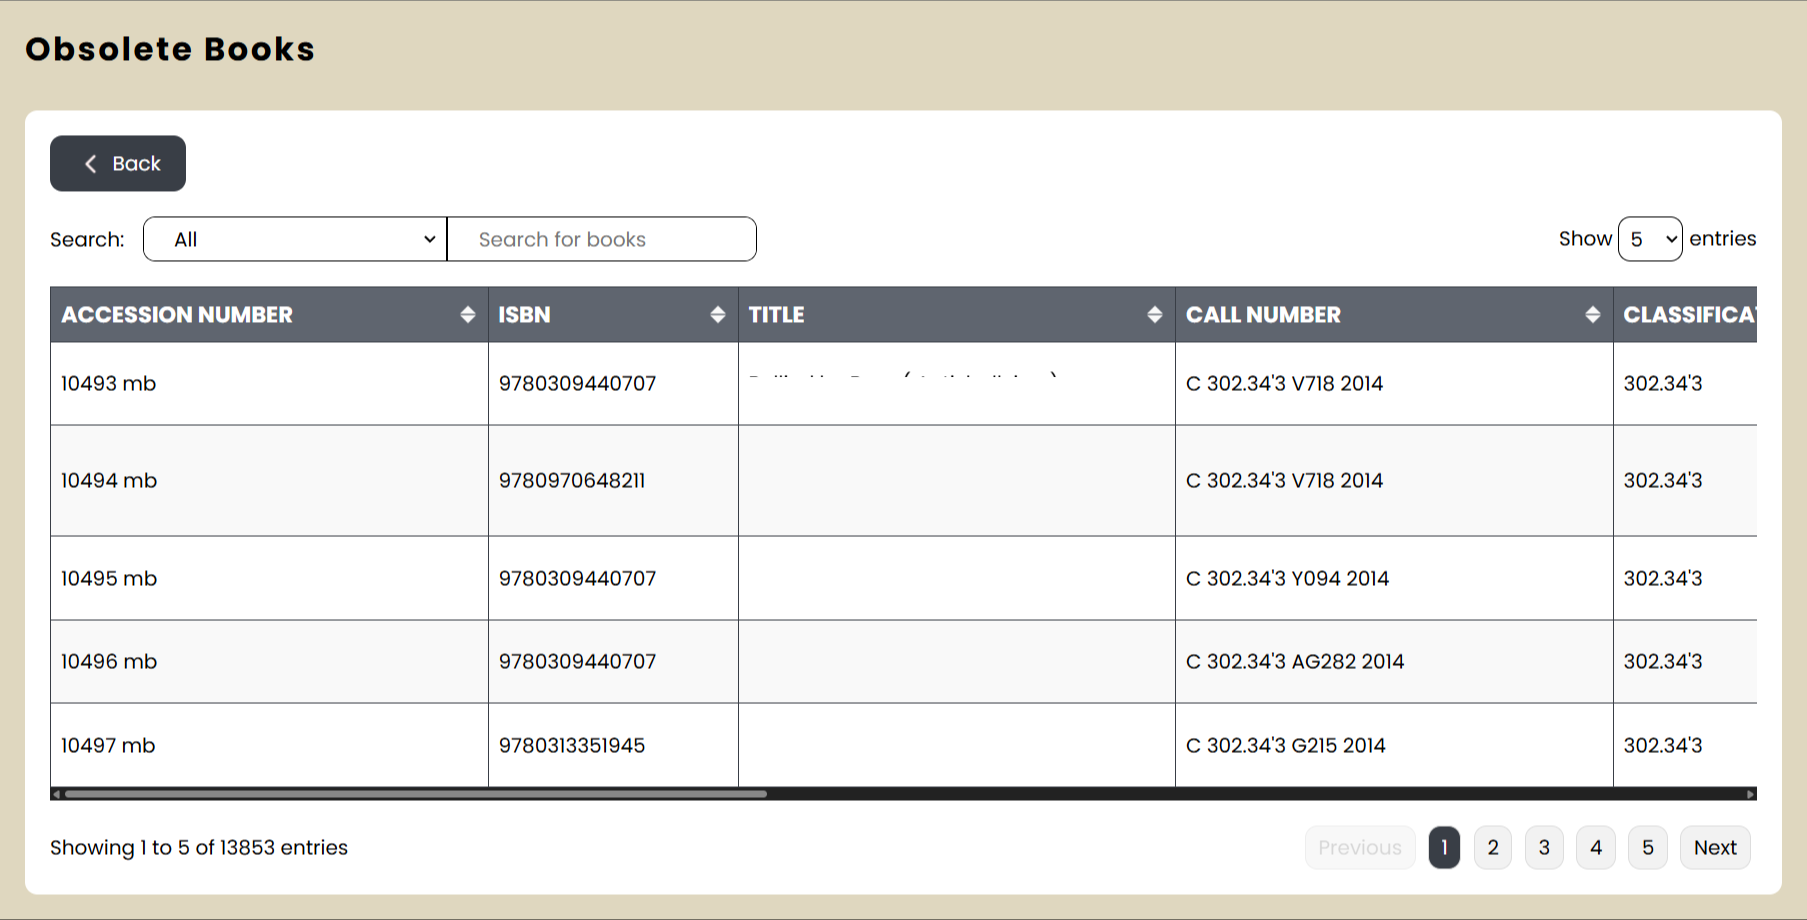 Obsolete Books
Back
Search: All Search for books Show 5 entries
ACCESSION NUMBER ISBN TITLE CALL NUMBER CLASSIFICA
10493 mb 9780309440707 C 302.34'3 V718 2014 302.34'3
10494 mb 9780970648211 C 302.34'3 V718 2014 302.34'3
10495 mb 9780309440707 C 302.34'3 Y094 2014 302.34'3
10496 mb 9780309440707 C 302.34'3 AG282 2014 302.34'3
10497 mb 9780313351945 C 302.34'3 G215 2014 302.34'3
Showing 1 to 5 of 13853 entries Previous 1 2 3 4 5 Next